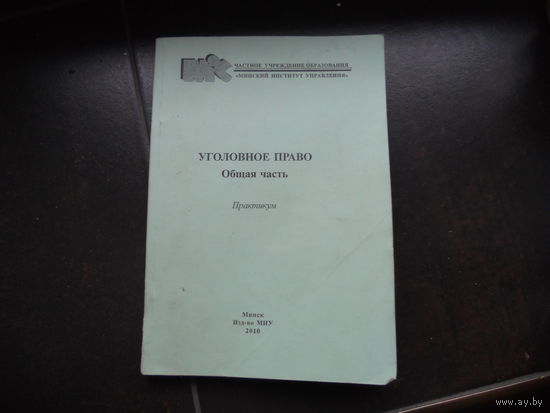 ЧАСТНОЕ УЧРЕЖДЕНИЕ ОБРАЗОВАНИЯ
«МИНСКИЙ ИНСТИТУТ УПРАВЛЕНИЯ»
УГОЛОВНОЕ ПРАВО
Общая часть
Практикум
Минск
Изд-во МИУ
2010
www.ay.by